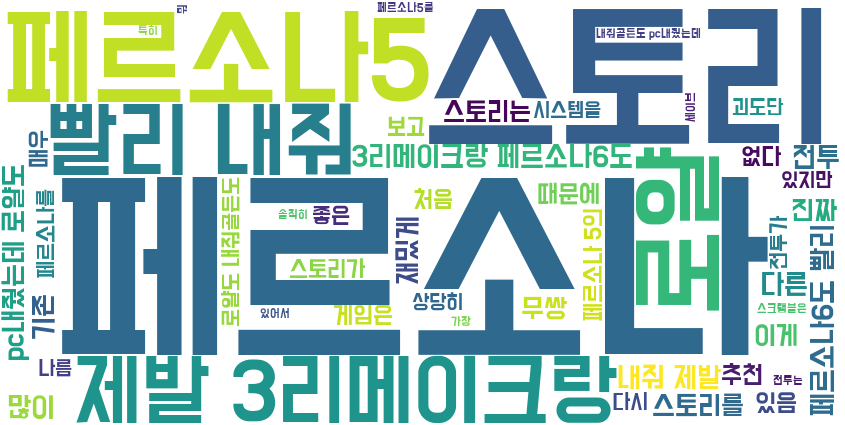 팀
특히
페르소나5를
페르소나5
스토리
내줘골든도 pc내줬는데
빨리 내줘
매우
보고
스토리는
시스템을
세이브
괴도단
3리메이크랑 페르소나6도
없다
전투
있지만
pc내줬는데 로얄도
페르소나를
로얄도 내줘골든도
솔직히
좋은
처음
때문에
로얄
진짜
페르소나
재밌게
스토리가
페르소나 5의
전투가
빨리
페르소나6도
다른
기존
있어서
게임은
상당히
가장
무쌍
스크램블은
이게
나름
제발 3리메이크랑
내줘 제발
추천
전투는
많이
다시
스토리를
있음